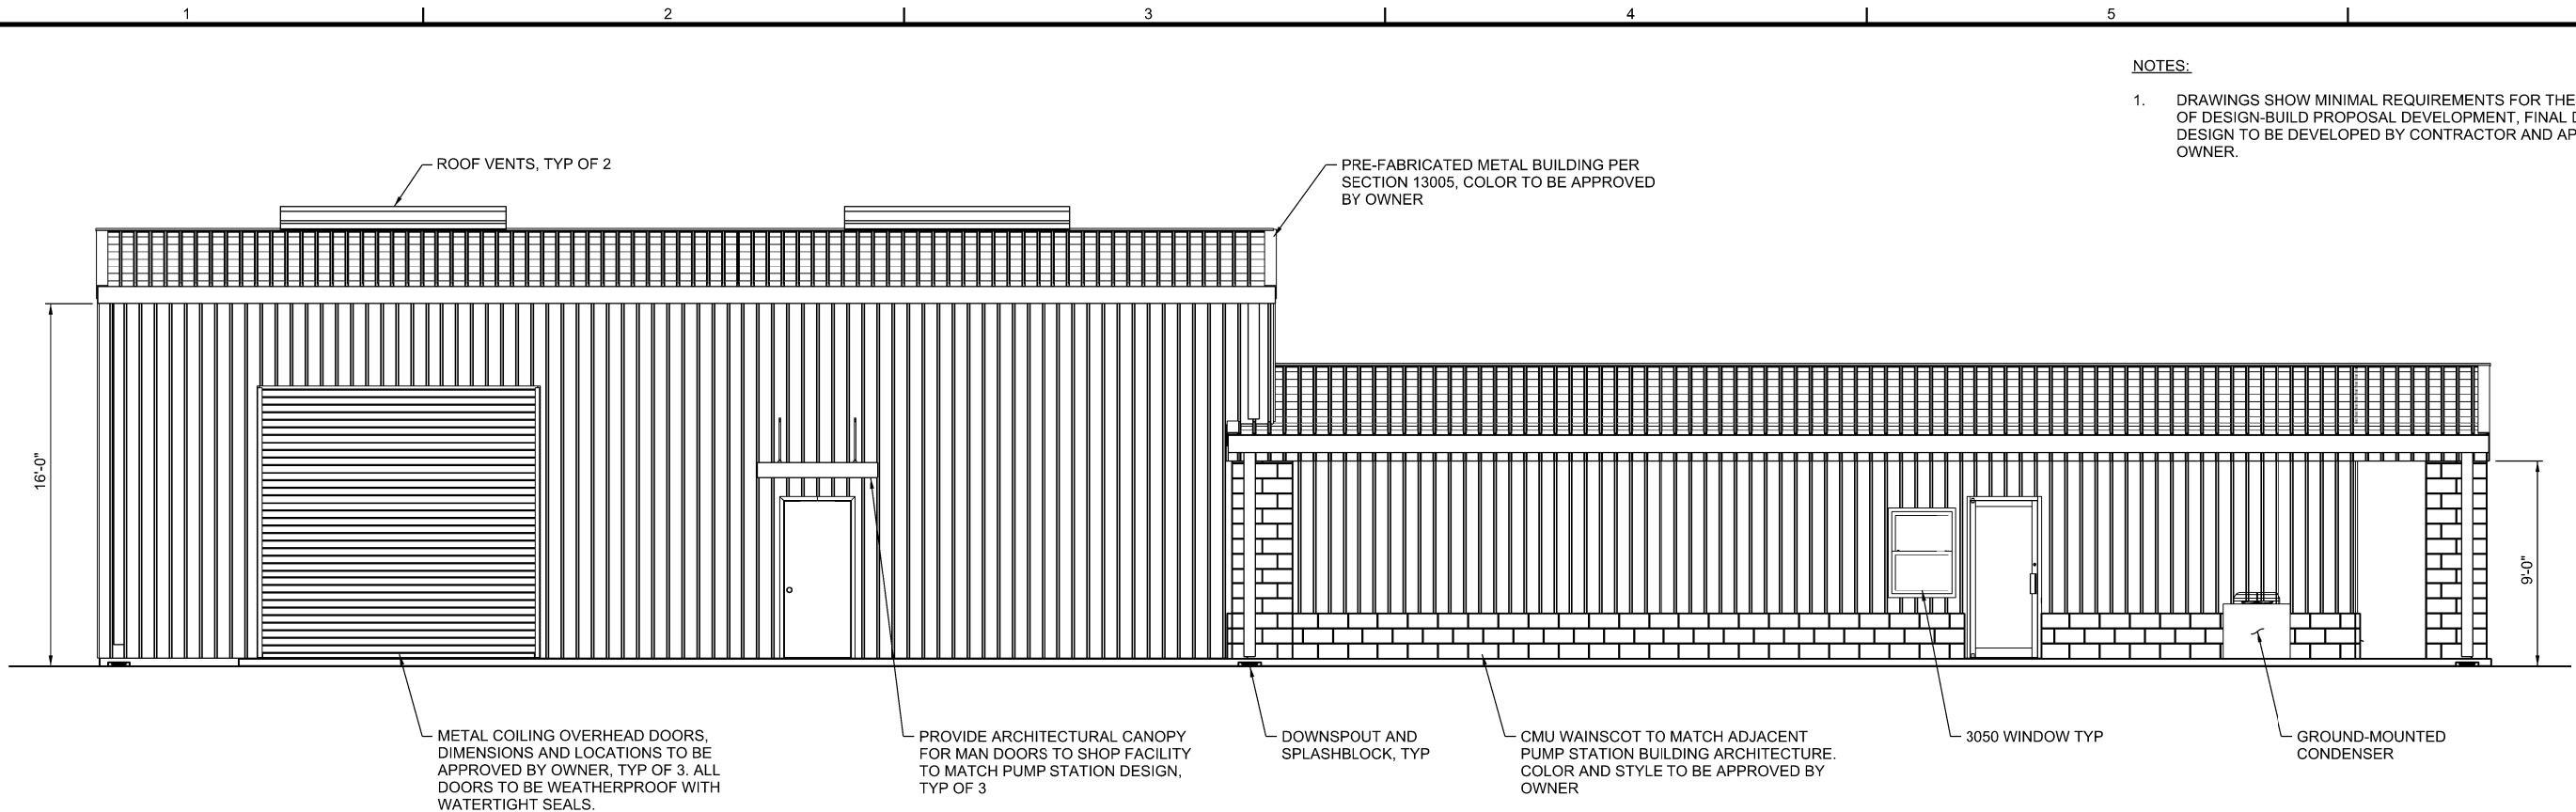 1 2 3 4 5
NOTES:
1. DRAWINGS SHOW MINIMAL REQUIREMENTS FOR THE
OF DESIGN-BUILD PROPOSAL DEVELOPMENT, FINAL
DESIGN TO BE DEVELOPED BY CONTRACTOR AND
OWNER.
ROOF VENTS, TYP OF 2
PRE-FABRICATED METAL BUILDING PER
SECTION 13005, COLOR TO BE APPROVED
BY OWNER
16'-0"
9'-0"
METAL COILING OVERHEAD DOORS,
DIMENSIONS AND LOCATIONS TO BE
APPROVED BY OWNER, TYP OF 3. ALL
DOORS TO BE WEATHERPROOF WITH
WATERTIGHT SEALS.
PROVIDE ARCHITECTURAL CANOPY
FOR MAN DOORS TO SHOP FACILITY
TO MATCH PUMP STATION DESIGN,
TYP OF 3
DOWNSPOUT AND
SPLASHBLOCK, TYP
CMU WAINSCOT TO MATCH ADJACENT
PUMP STATION BUILDING ARCHITECTURE.
COLOR AND STYLE TO BE APPROVED BY
OWNER
3050 WINDOW TYP
GROUND-MOUNTED
CONDENSER